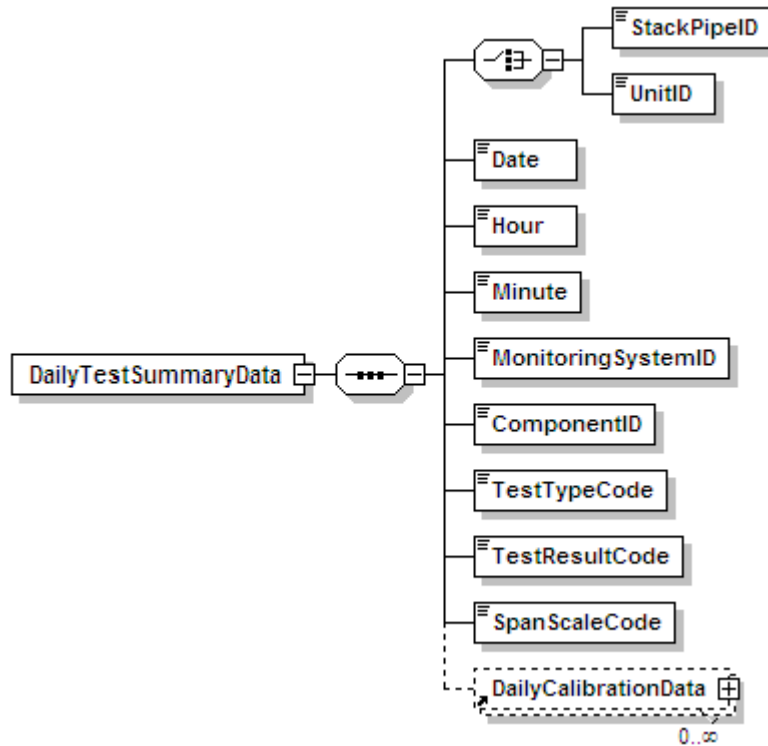 StackPipeID
UnitID
Date
Hour
Minute
DailyTestSummaryData
MonitoringSystemID
ComponentID
TestTypeCode
TestResultCode
SpanScaleCode
DailyCalibrationData
0..∞